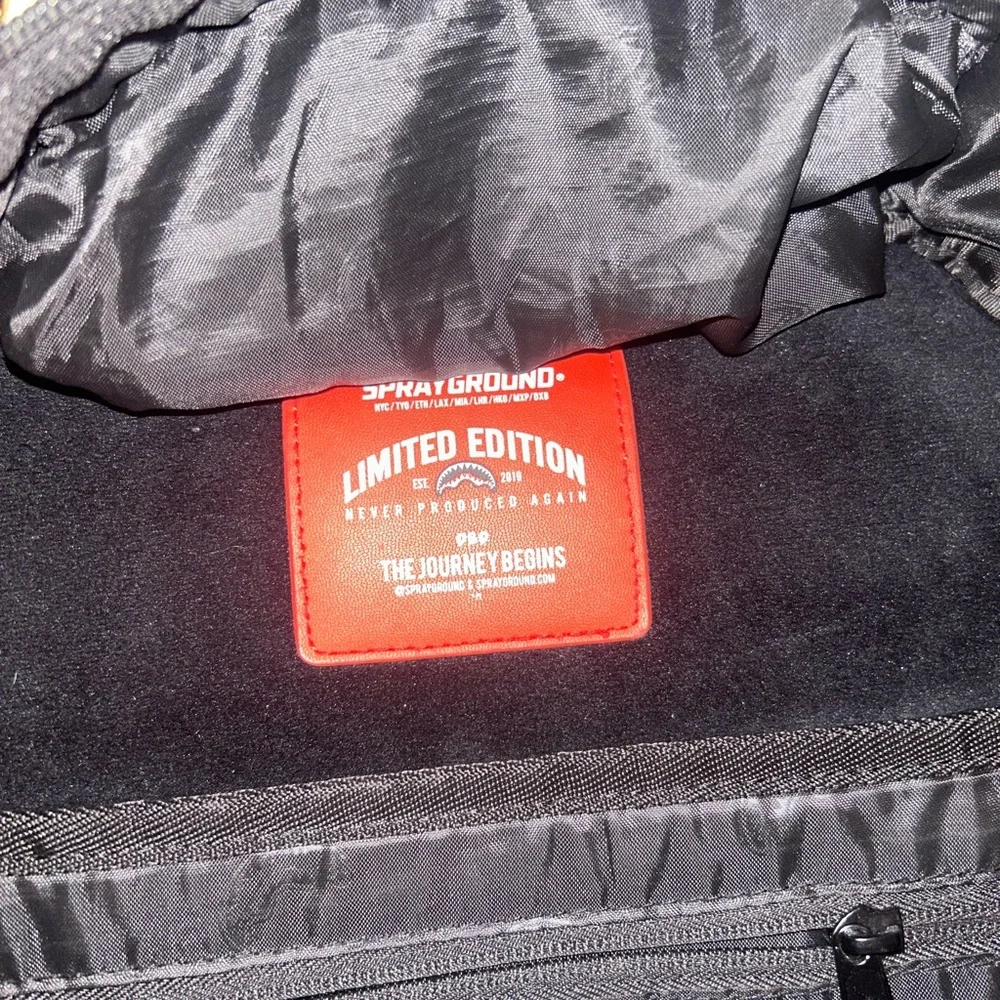 SPRAYGROUND®
NYC/TYO/ETH/LAX/MIA/LHR/HKG/MXP/DXB
LIMITED EDITION
EST. 2010
NEVER PRODUCED AGAIN
THE JOURNEY BEGINS
@SPRAYGROUND & SPRAYGROUND.COM